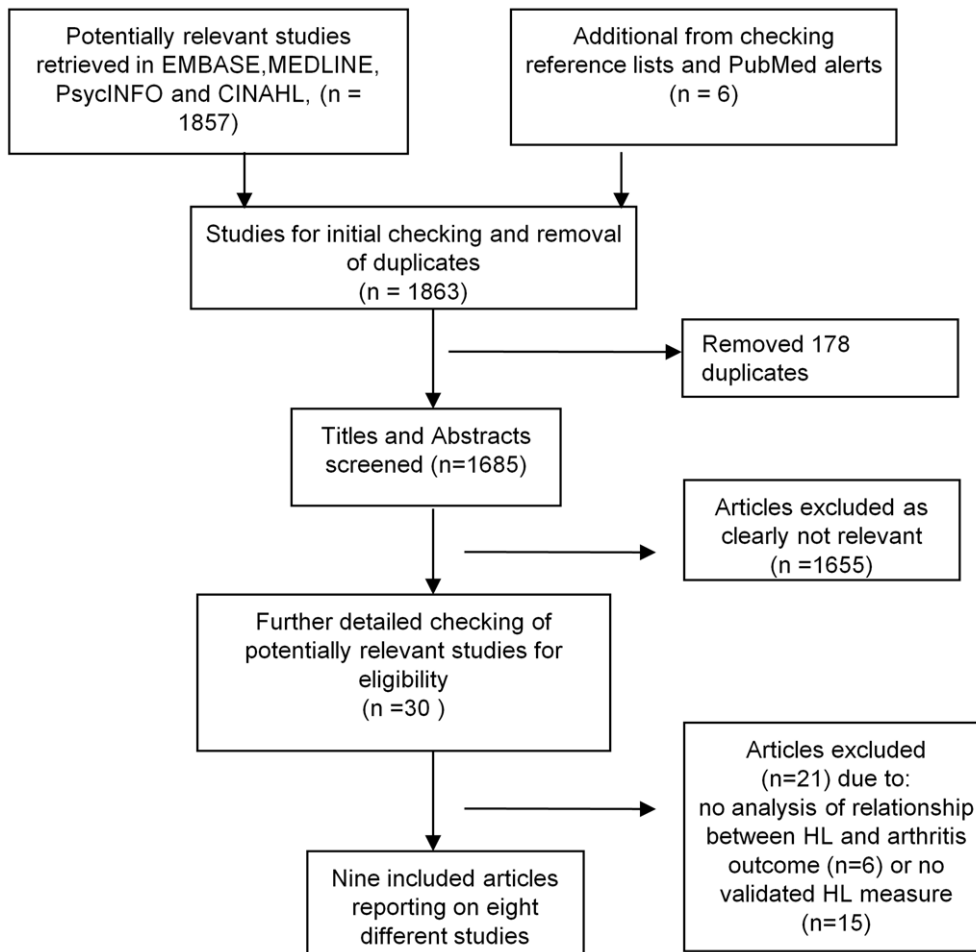 Potentially relevant studies
retrieved in EMBASE,MEDLINE,
PsycINFO and CINAHL, (n =
1857)
Additional from checking
reference lists and PubMed alerts
(n = 6)
Studies for initial checking and removal
of duplicates
(n = 1863)
Removed 178
duplicates
Titles and Abstracts
screened (n=1685)
Articles excluded as
clearly not relevant
(n =1655)
Further detailed checking of
potentially relevant studies for
eligibility
(n =30 )
Articles excluded
(n=21) due to:
no analysis of relationship
between HL and arthritis
outcome (n=6) or no
validated HL measure
(n=15)
Nine included articles
reporting on eight
different studies